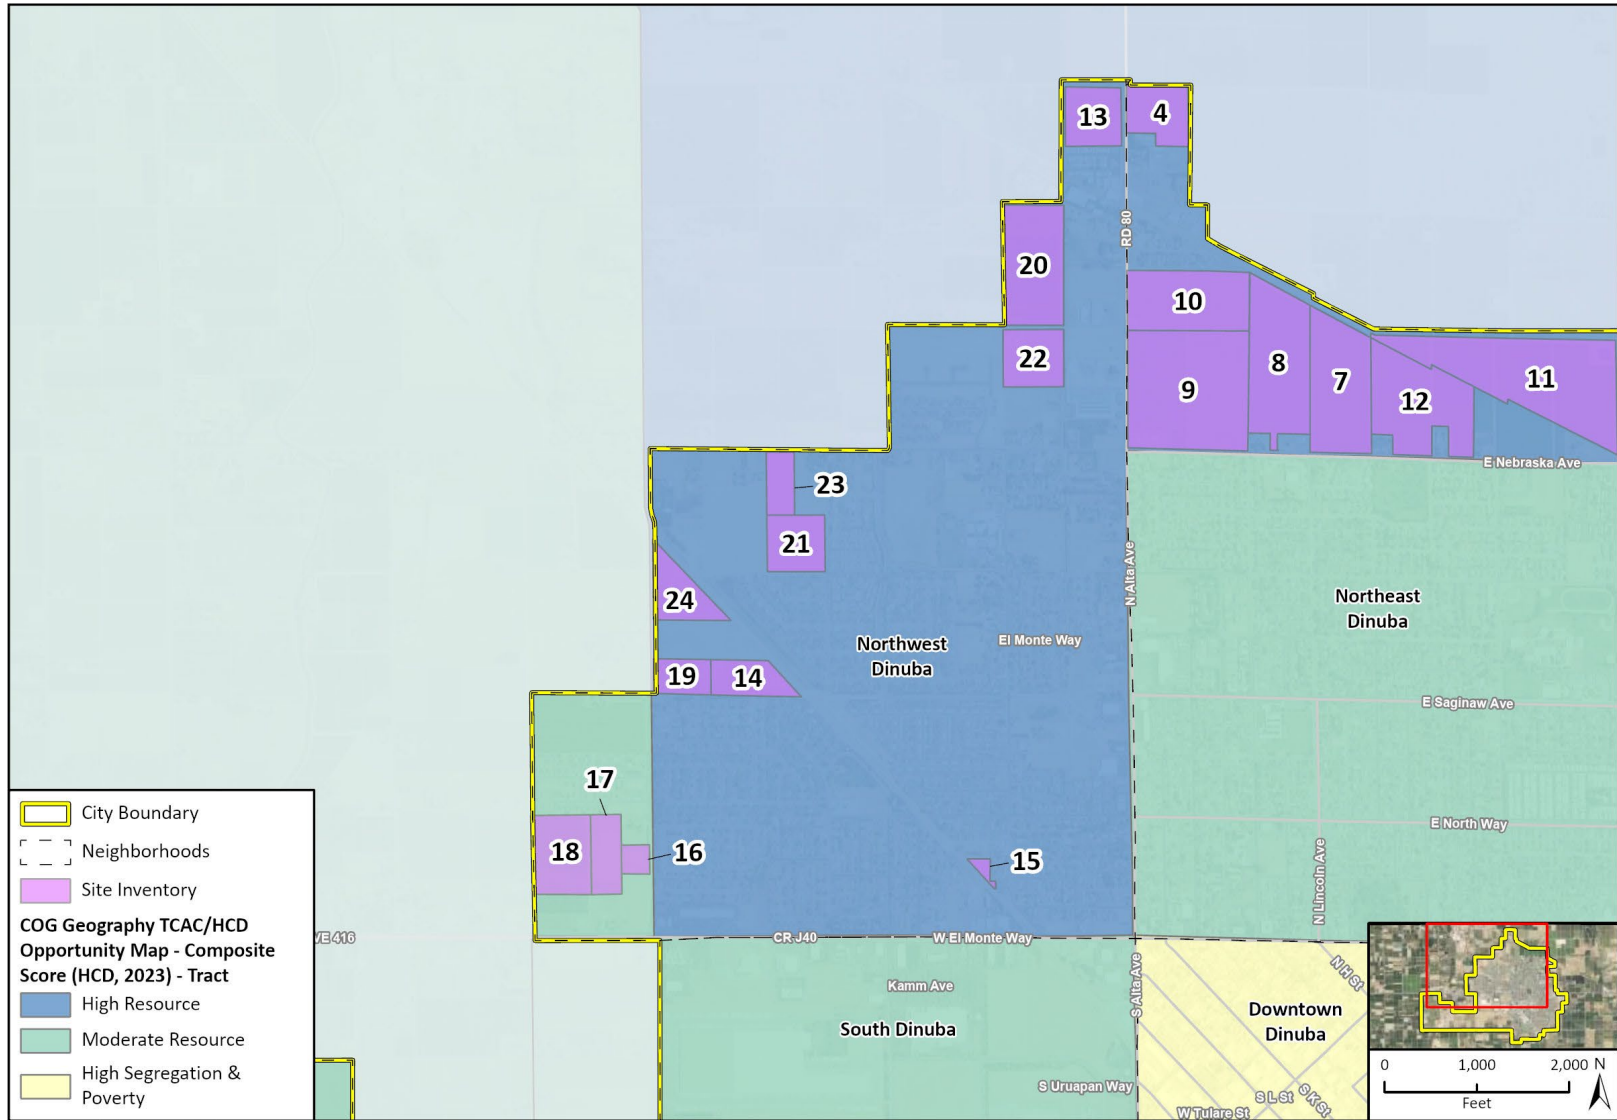 13
4
RD 80
20
10
22
8
7
9
12
11
E Nebraska Ave
23
21
N Alta Ave
24
Northeast
Dinuba
Northwest
Dinuba
El Monte Way
19
14
E Saginaw Ave
17
18
16
15
E North Way
N Lincoln Ave
VE 416
CR J40
W El Monte Way
Kamm Ave
S Alta Ave
N H St
South Dinuba
Downtown
Dinuba
S Uruapan Way
S L St
S K St
W Tulare St
City Boundary
Neighborhoods
Site Inventory
COG Geography TCAC/HCD
Opportunity Map - Composite
Score (HCD, 2023) - Tract
High Resource
Moderate Resource
High Segregation &
Poverty
0 1,000 2,000 N
Feet